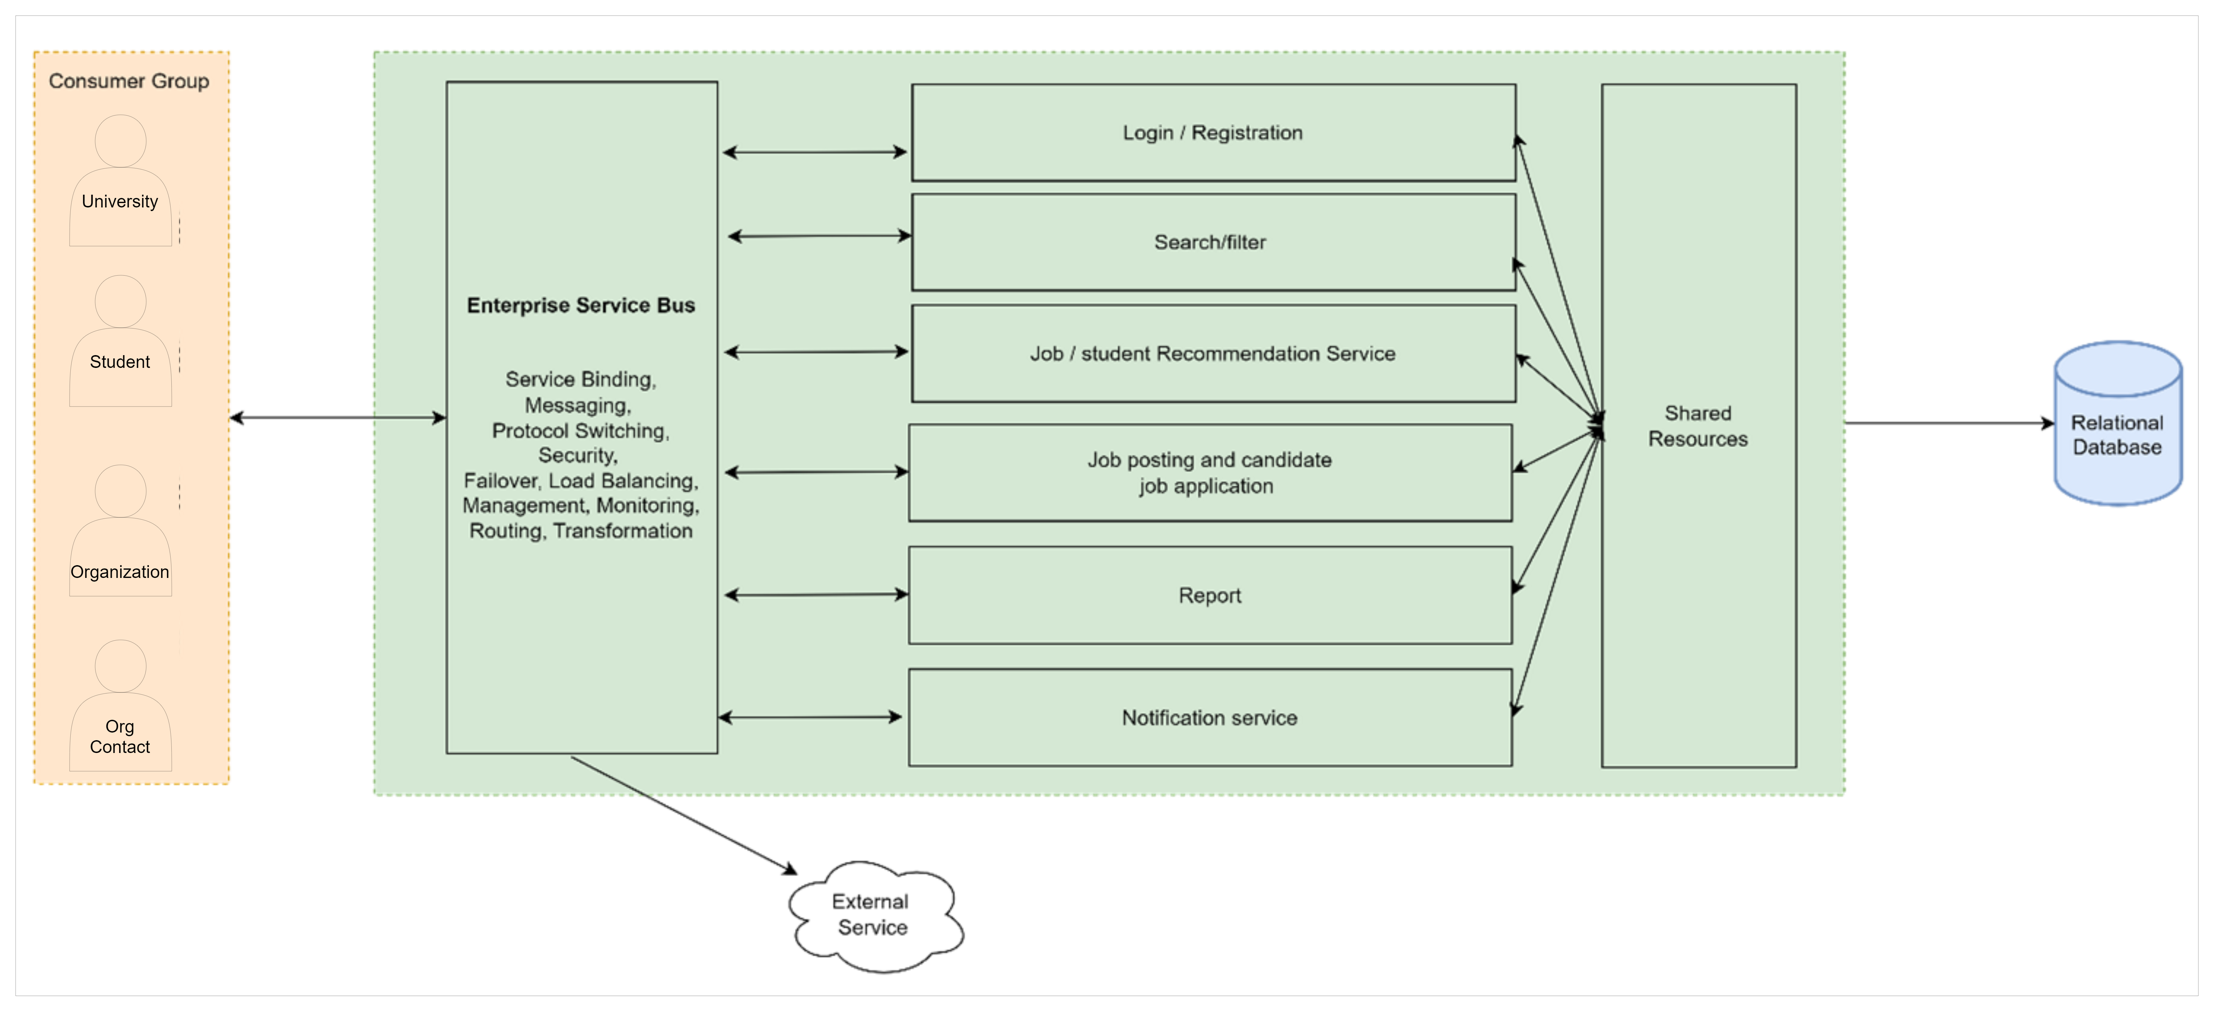 Consumer Group
University
Student
Organization
Org
Contact
Enterprise Service Bus
Service Binding,
Messaging,
Protocol Switching,
Security,
Failover, Load Balancing,
Management, Monitoring,
Routing, Transformation
Login / Registration
Search/filter
Job / student Recommendation Service
Job posting and candidate
job application
Report
Notification service
Shared
Resources
Relational
Database
External
Service